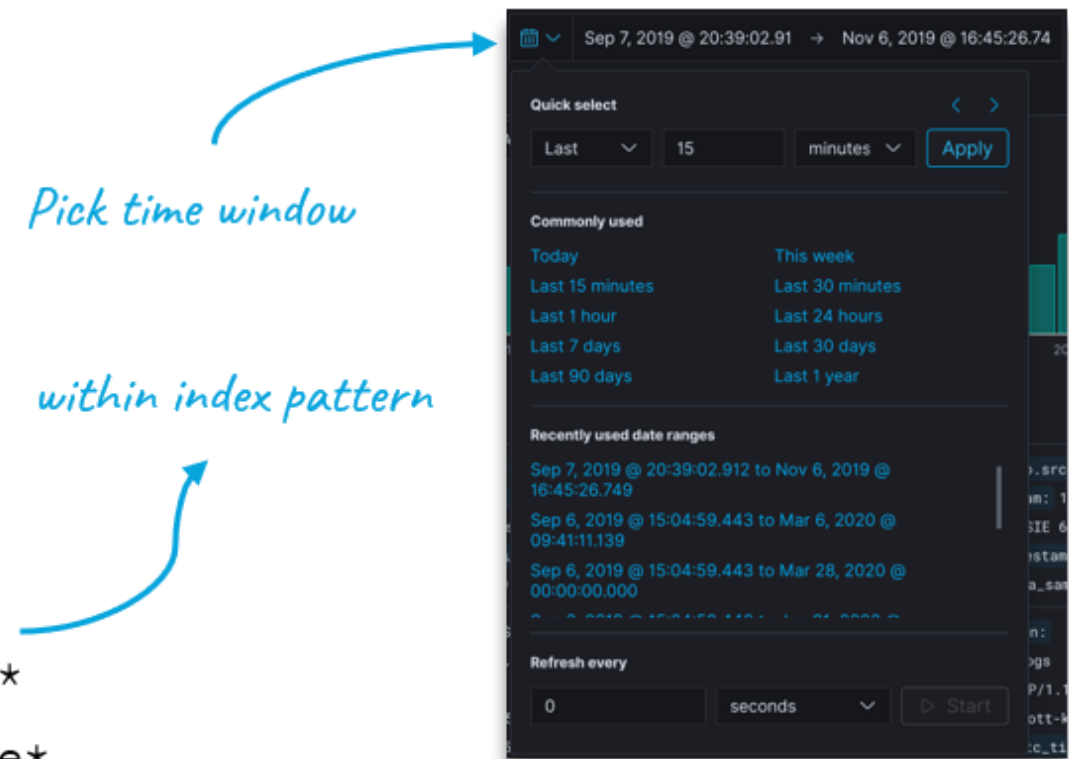 Sep 7, 2019 @ 20:39:02.91 → Nov 6, 2019 @ 16:45:26.74
Quick select
Last 15 minutes Apply
Pick time window
Commonly used
Today This week
Last 15 minutes Last 30 minutes
Last 1 hour Last 24 hours
Last 7 days Last 30 days
20
Last 90 days Last 1 year
within index pattern
Recently used date ranges
Sep 7, 2019 @ 20:39:02.912 to Nov 6, 2019 @
16:45:26.749
Sep 6, 2019 @ 15:04:59.443 to Mar 6, 2020 @
09:41:11.139
Sep 6, 2019 @ 15:04:59.443 to Mar 28, 2020 @
00:00:00.000
Refresh every
0 seconds Start
*
e*